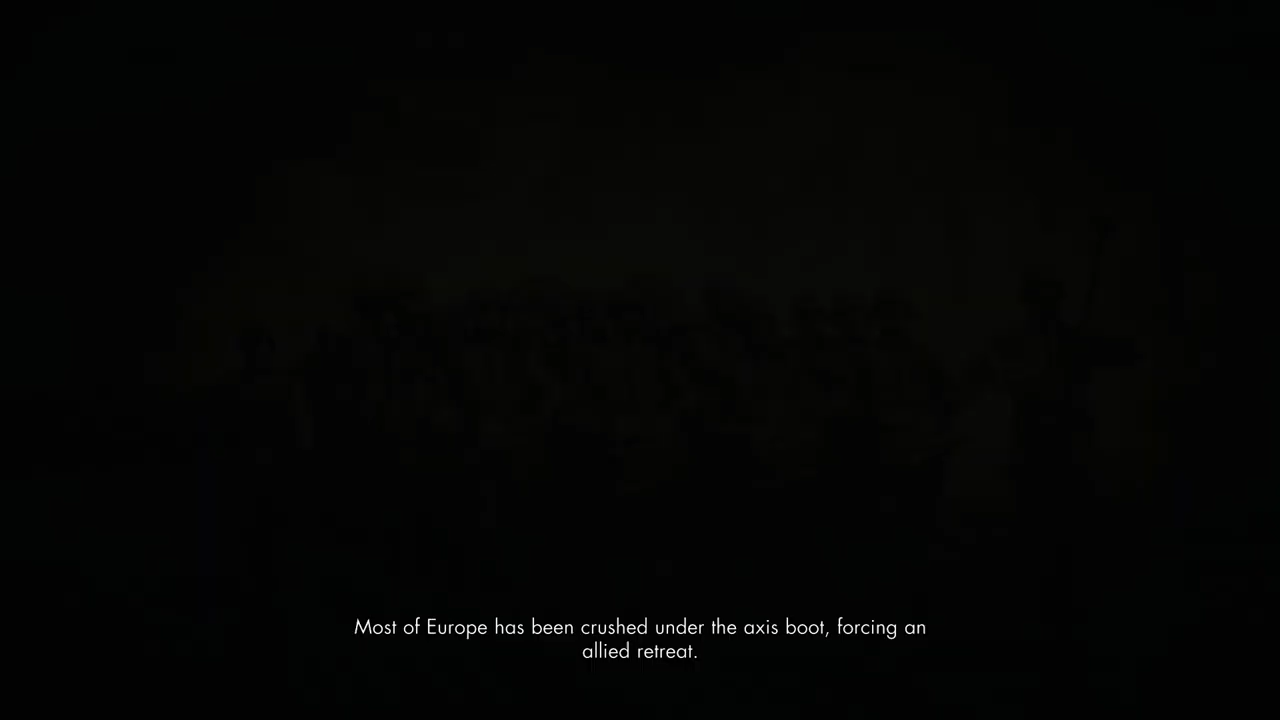 Most of Europe has been crushed under the axis boot, forcing an
allied retreat.